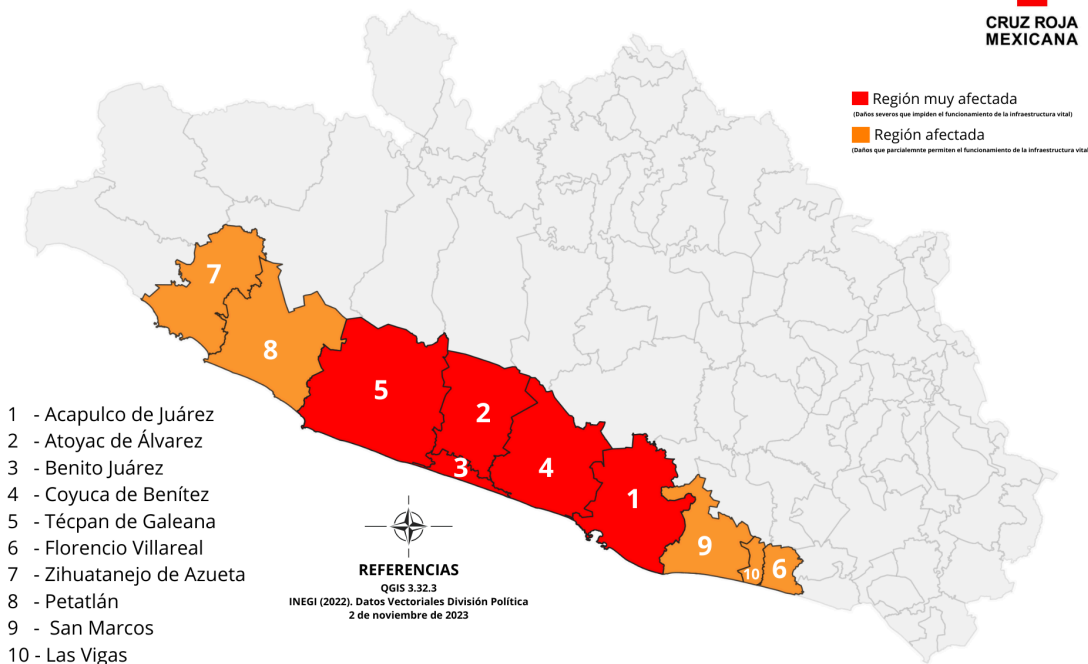 CRUZ ROJA
MEXICANA
Región muy afectada
(Daños severos que impiden el funcionamiento de la infraestructura vital)
Región afectada
(Daños que parcialemnte permiten el funcionamiento de la infraestructura vital
7
8
5
2
3
4
1
9
10
6
1 - Acapulco de Juárez
2 - Atoyac de Álvarez
3 - Benito Juárez
4 - Coyuca de Benítez
5 - Técpan de Galeana
6 - Florencio Villareal
7 - Zihuatanejo de Azueta
8 - Petatlán
9 - San Marcos
10 - Las Vigas
REFERENCIAS
QGIS 3.32.3
INEGI (2022). Datos Vectoriales División Política
2 de noviembre de 2023